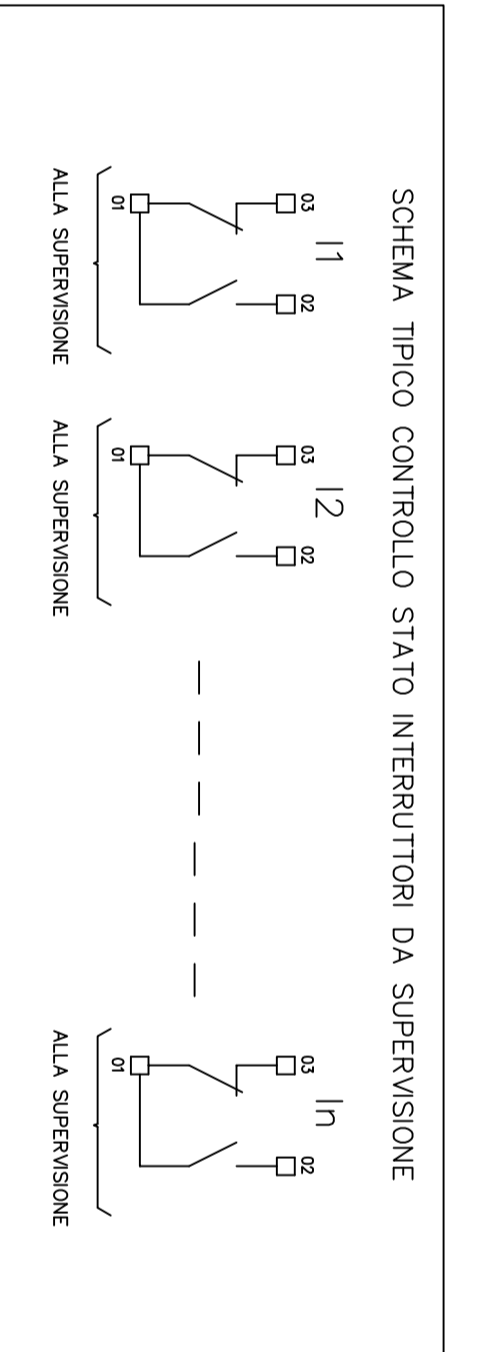 SCHEMA TIPICO CONTROLLO STATO INTERRUTTORI DA SUPERVISIONE
I1
03
02
01
ALLA SUPERVISIONE
I2
03
02
01
ALLA SUPERVISIONE
In
03
02
01
ALLA SUPERVISIONE